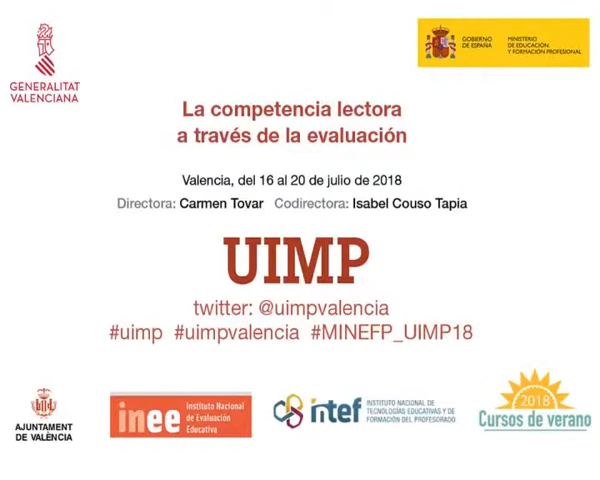 GENERALITAT
VALENCIANA
GOBIERNO
DE ESPAÑA
MINISTERIO
DE EDUCACIÓN
Y FORMACIÓN PROFESIONAL
La competencia lectora
a través de la evaluación
Valencia, del 16 al 20 de julio de 2018
Directora: Carmen Tovar Codirectora: Isabel Couso Tapia
UIMP
twitter: @uimpvalencia
#uimp #uimpvalencia #MINEFP_UIMP18
AJUNTAMENT
DE VALÈNCIA
inee
Instituto Nacional
de Evaluación
Educativa
intef
INSTITUTO NACIONAL DE
TECNOLOGÍAS EDUCATIVAS Y DE
FORMACIÓN DEL PROFESORADO
2018
Cursos de verano